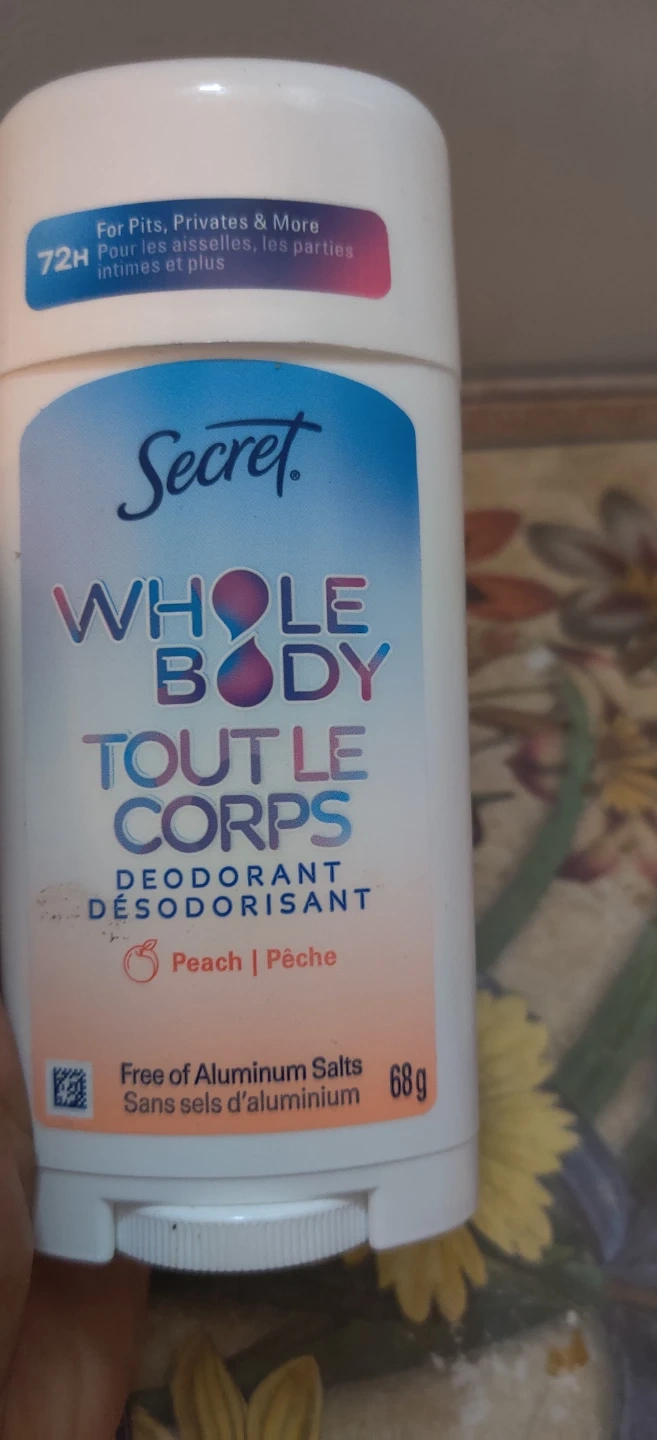 72H
For Pits, Privates & More
Pour les aisselles, les parties
intimes et plus
Secret®
WHOLE
BODY
TOUT LE
CORPS
DEODORANT
DÉSODORISANT
Peach | Pêche
Free of Aluminum Salts
Sans sels d'aluminium
68 g